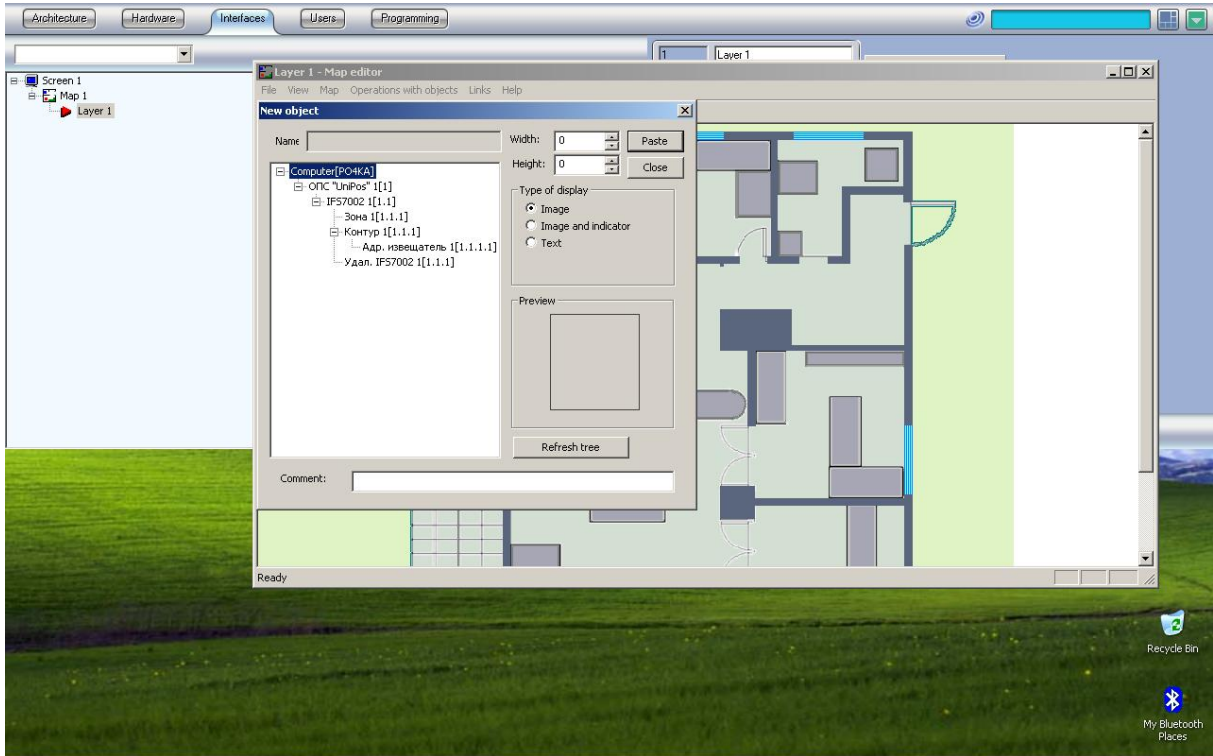 Architecture
Hardware
Interfaces
Users
Programming
1
Layer 1
Screen 1
Map 1
Layer 1
Layer 1 - Map editor
File View Map Operations with objects Links Help
New object
Name
Width: 0
Paste
Height: 0
Close
Computer[PO4KA]
ОПС "UniPos" 1[1]
IFS7002 1[1.1]
Зона 1[1.1.1]
Контур 1[1.1.1]
Адр. извещатель 1[1.1.1.1]
Удал. IFS7002 1[1.1.1]
Type of display
Image
Image and indicator
Text
Preview
Refresh tree
Comment:
Ready
Recycle Bin
My Bluetooth
Places